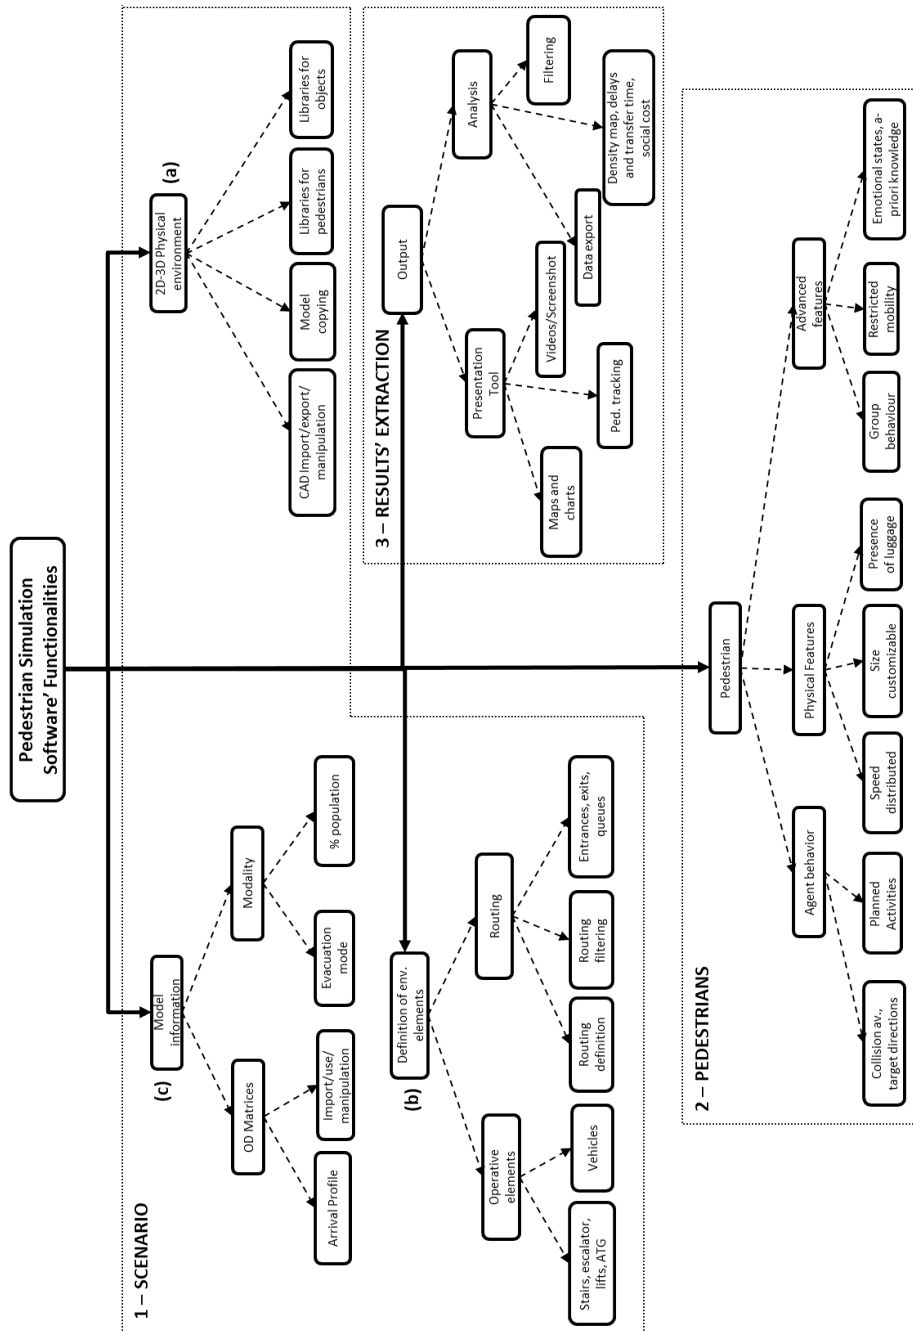 Pedestrian Simulation
Software' Functionalities
1 – SCENARIO
(c)
Model
information
OD Matrices
Modality
Arrival Profile
Import/use/
manipulation
Evacuation
mode
% population
(a)
2D-3D Physical
environment
CAD Import/export/
manipulation
Model
copying
Libraries for
pedestrians
Libraries for
objects
(b)
Definition of env.
elements
Operative
elements
Routing
Stairs, escalator,
lifts, ATG
Vehicles
Routing
definition
Routing
filtering
Entrances, exits,
queues
3 – RESULTS' EXTRACTION
Output
Presentation
Tool
Analysis
Maps and
charts
Ped. tracking
Videos/Screenshot
Data export
Density map, delays
and transfer time,
social cost
Filtering
2 – PEDESTRIANS
Pedestrian
Agent behavior
Physical Features
Advanced
features
Collision av.,
target directions
Planned
Activities
Speed
distributed
Size
customizable
Presence
of luggage
Group
behaviour
Restricted
mobility
Emotional states, a-
priori knowledge